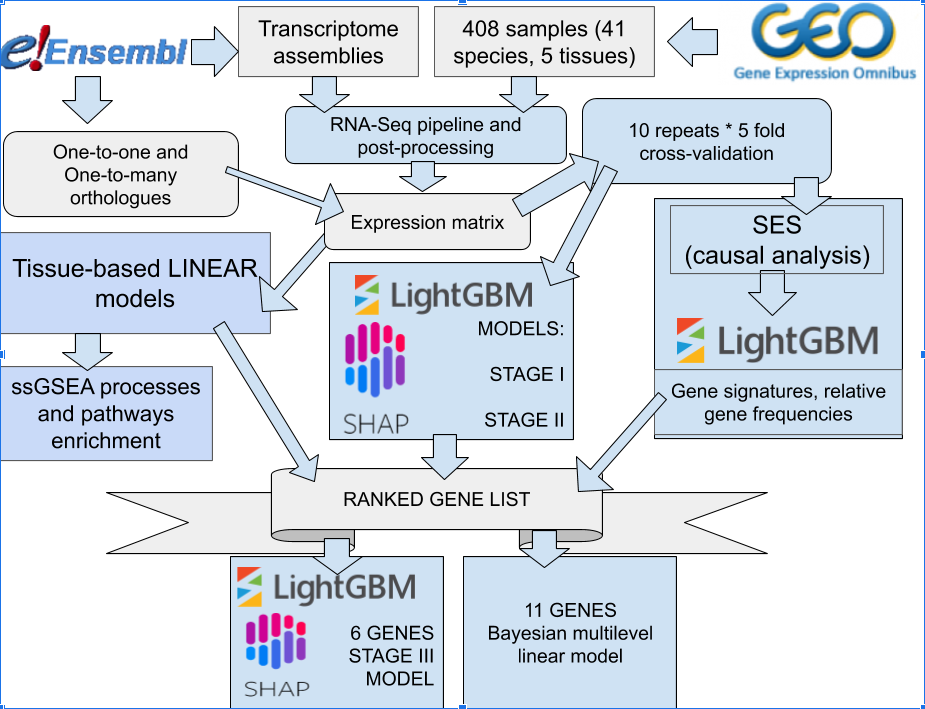 e!Ensembl
Transcriptome
assemblies
408 samples (41
species, 5 tissues)
GEO
Gene Expression Omnibus
RNA-Seq pipeline and
post-processing
10 repeats * 5 fold
cross-validation
One-to-one and
One-to-many
orthologues
Expression matrix
SES
(causal analysis)
Tissue-based LINEAR
models
LightGBM
MODELS:
STAGE I
STAGE II
SHAP
LightGBM
Gene signatures, relative
gene frequencies
ssGSEA processes
and pathways
enrichment
RANKED GENE LIST
LightGBM
6 GENES
STAGE III
MODEL
SHAP
11 GENES
Bayesian multilevel
linear model